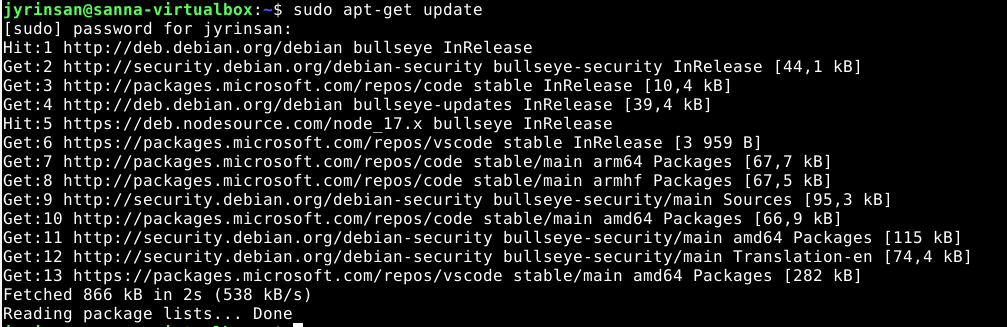 jyrinsan@sanna-virtualbox:~$ sudo apt-get update
[sudo] password for jyrinsan:
Hit:1 http://deb.debian.org/debian bullseye InRelease
Get:2 http://security.debian.org/debian-security bullseye-security InRelease [44,1 kB]
Get:3 http://packages.microsoft.com/repos/code stable InRelease [10,4 kB]
Get:4 http://deb.debian.org/debian bullseye-updates InRelease [39,4 kB]
Hit:5 https://deb.nodesource.com/node_17.x bullseye InRelease
Get:6 https://packages.microsoft.com/repos/vscode stable InRelease [3 959 B]
Get:7 http://packages.microsoft.com/repos/code stable/main arm64 Packages [67,7 kB]
Get:8 http://packages.microsoft.com/repos/code stable/main armhf Packages [67,5 kB]
Get:9 http://security.debian.org/debian-security bullseye-security/main Sources [95,3 kB]
Get:10 http://packages.microsoft.com/repos/code stable/main amd64 Packages [66,9 kB]
Get:11 http://security.debian.org/debian-security bullseye-security/main amd64 Packages [115 kB]
Get:12 http://security.debian.org/debian-security bullseye-security/main Translation-en [74,4 kB]
Get:13 https://packages.microsoft.com/repos/vscode stable/main amd64 Packages [282 kB]
Fetched 866 kB in 2s (538 kB/s)
Reading package lists... Done